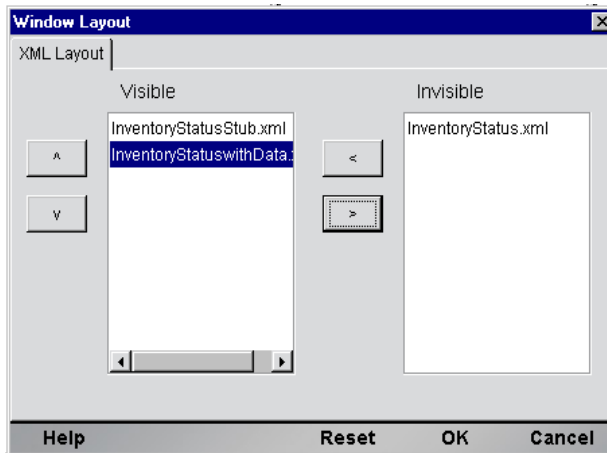 Window Layout
XML Layout
Visible
Invisible
InventoryStatusStub.xml
InventoryStatuswithData.
InventoryStatus.xml
^
v
<
>
Help
Reset
OK
Cancel